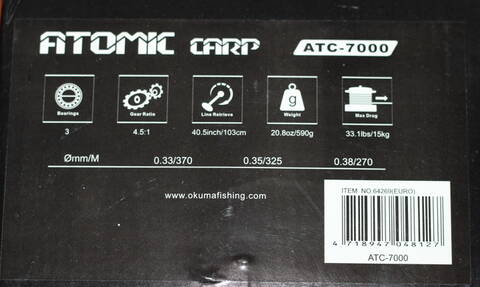 ATOMIC CARP ATC-7000
g
Bearings Gear Ratio Line Retrieve Weight Max Drag
3 4.5:1 40.5inch/103cm 20.8oz/590g 33.1lbs/15kg
Ømm/M 0.33/370 0.35/325 0.38/270
www.okumafishing.com
ITEM NO.64269(EURO)
4 718947 048127
ATC-7000